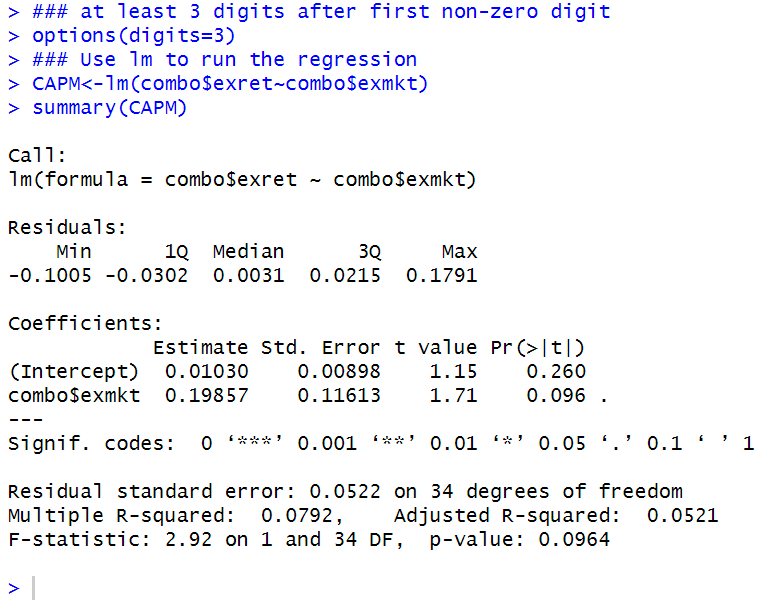 > ### at least 3 digits after first non-zero digit
> options(digits=3)
> ### Use lm to run the regression
> CAPM<-lm(combo$exret~combo$exmkt)
> summary(CAPM)

Call:
lm(formula = combo$exret ~ combo$exmkt)

Residuals:
    Min      1Q  Median      3Q     Max
-0.1005 -0.0302  0.0031  0.0215  0.1791

Coefficients:
            Estimate Std. Error t value Pr(>|t|)
(Intercept)  0.01030    0.00898    1.15    0.260
combo$exmkt  0.19857    0.11613    1.71    0.096 .
---
Signif. codes:  0 ‘***’ 0.001 ‘**’ 0.01 ‘*’ 0.05 ‘.’ 0.1 ‘ ’ 1

Residual standard error: 0.0522 on 34 degrees of freedom
Multiple R-squared:  0.0792,	Adjusted R-squared:  0.0521
F-statistic: 2.92 on 1 and 34 DF,  p-value: 0.0964

>